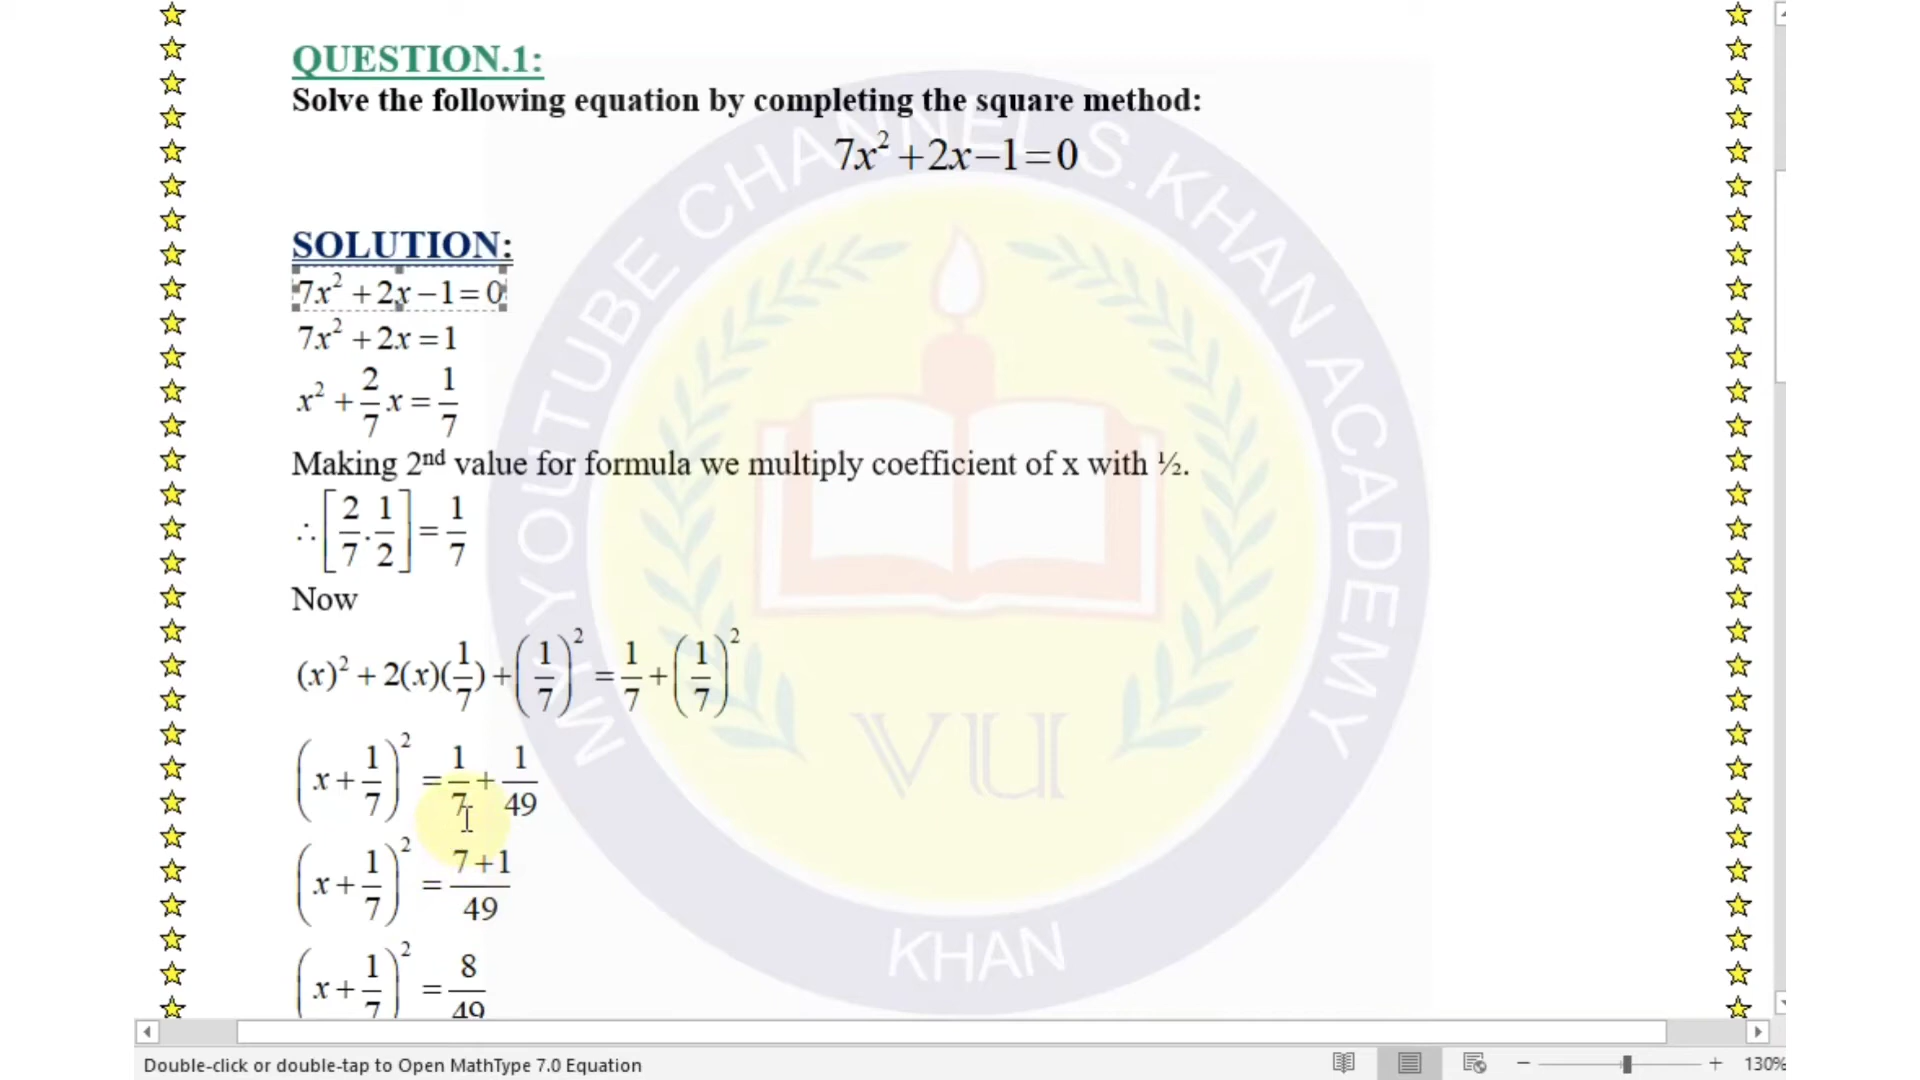 QUESTION.1:
Solve the following equation by completing the square method:
7x² + 2x − 1 = 0
SOLUTION:
7x² + 2x − 1 = 0
7x² + 2x = 1
x² + 2/7 x = 1/7
Making 2nd value for formula we multiply coefficient of x with ½.
∴ [2/7 . 1/2] = 1/7
Now
(x)² + 2(x)(1/7) + (1/7)² = 1/7 + (1/7)²
(x + 1/7)² = 1/7 + 1/49
(x + 1/7)² = (7+1)/49
(x + 1/7)² = 8/49
MY YOUTUBE CHANNEL S.KHAN ACADEMY
VU
KHAN
Double-click or double-tap to Open MathType 7.0 Equation
130%